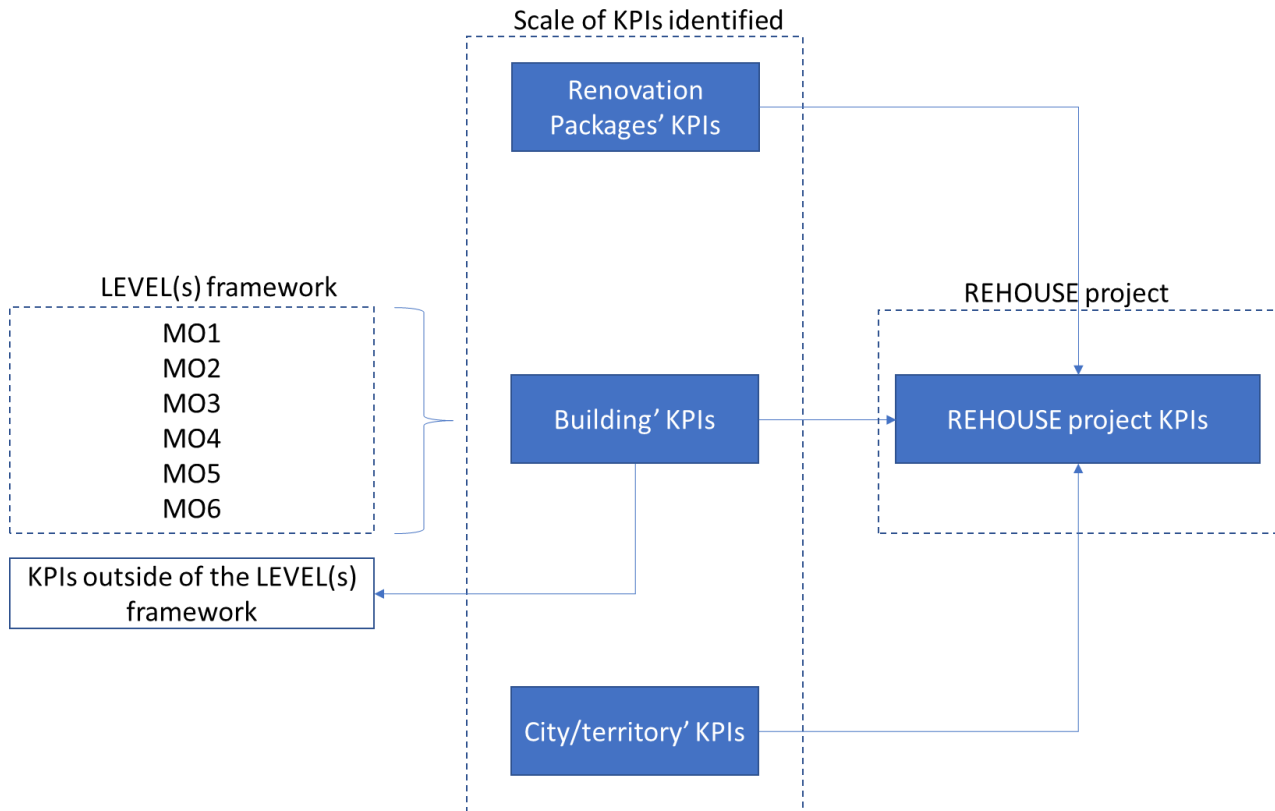 Scale of KPIs identified
Renovation
Packages’ KPIs
LEVEL(s) framework
MO1
MO2
MO3
MO4
MO5
MO6
KPIs outside of the LEVEL(s)
framework
Building’ KPIs
City/territory’ KPIs
REHOUSE project
REHOUSE project KPIs